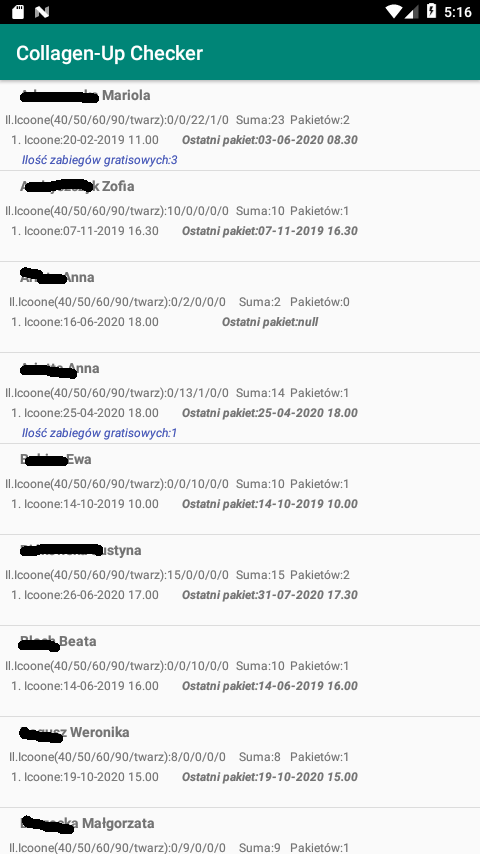 5:16
Collagen-Up Checker
Mariola
Il.Icoone(40/50/60/90/twarz):0/0/22/1/0 Suma:23 Pakietów:2
1. Icoone:20-02-2019 11.00 Ostatni pakiet:03-06-2020 08.30
Ilość zabiegów gratisowych:3
Zofia
Il.Icoone(40/50/60/90/twarz):10/0/0/0/0 Suma:10 Pakietów:1
1. Icoone:07-11-2019 16.30 Ostatni pakiet:07-11-2019 16.30
Anna
Il.Icoone(40/50/60/90/twarz):0/2/0/0/0 Suma:2 Pakietów:0
1. Icoone:16-06-2020 18.00 Ostatni pakiet:null
Anna
Il.Icoone(40/50/60/90/twarz):0/13/1/0/0 Suma:14 Pakietów:1
1. Icoone:25-04-2020 18.00 Ostatni pakiet:25-04-2020 18.00
Ilość zabiegów gratisowych:1
Ewa
Il.Icoone(40/50/60/90/twarz):0/0/10/0/0 Suma:10 Pakietów:1
1. Icoone:14-10-2019 10.00 Ostatni pakiet:14-10-2019 10.00
ustyna
Il.Icoone(40/50/60/90/twarz):15/0/0/0/0 Suma:15 Pakietów:2
1. Icoone:26-06-2020 17.00 Ostatni pakiet:31-07-2020 17.30
Beata
Il.Icoone(40/50/60/90/twarz):0/0/10/0/0 Suma:10 Pakietów:1
1. Icoone:14-06-2019 16.00 Ostatni pakiet:14-06-2019 16.00
Weronika
Il.Icoone(40/50/60/90/twarz):8/0/0/0/0 Suma:8 Pakietów:1
1. Icoone:19-10-2020 15.00 Ostatni pakiet:19-10-2020 15.00
Małgorzata
Il.Icoone(40/50/60/90/twarz):0/9/0/0/0 Suma:9 Pakietów:1